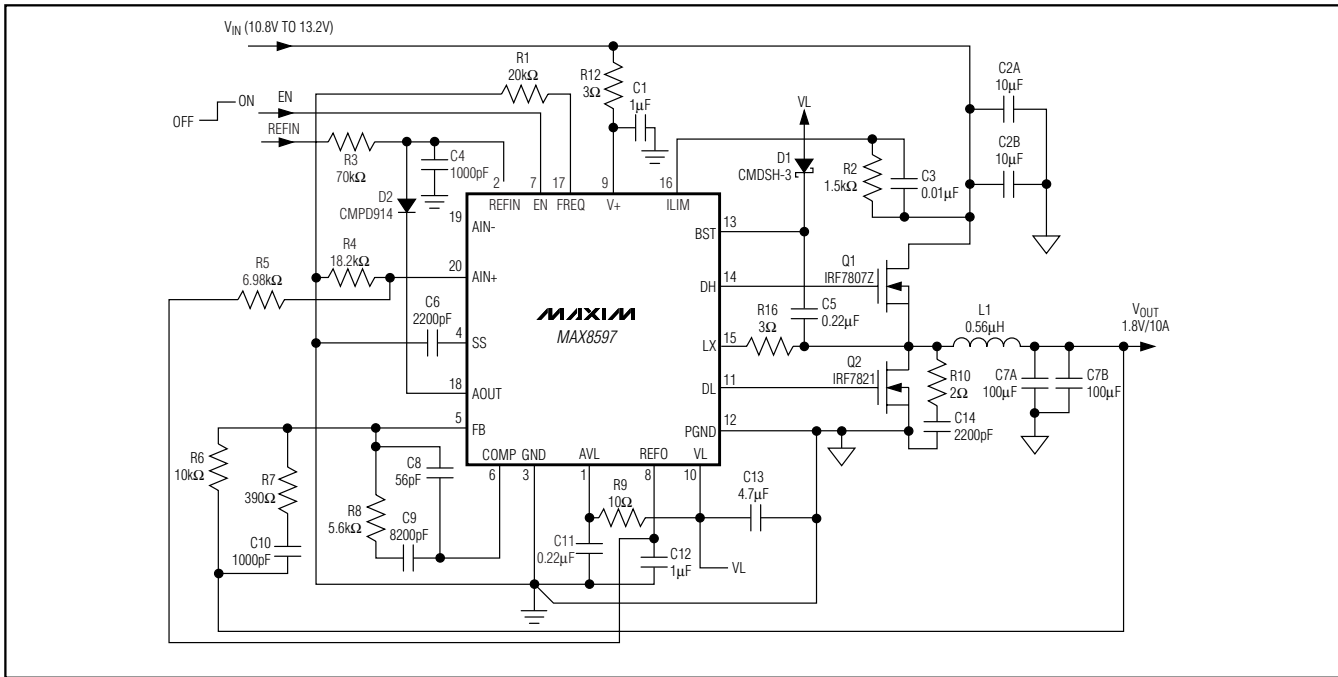 VIN (10.8V TO 13.2V)
R1
20kΩ
R12
3Ω
C1
1μF
C2A
10μF
C2B
10μF
OFF
ON
EN
REFIN
R3
70kΩ
C4
1000pF
D2
CMPD914
VL
D1
CMDSH-3
R2
1.5kΩ
C3
0.01μF
2
7
17
9
16
REFIN
EN
FREQ
V+
ILIM
19
AIN-
R4
18.2kΩ
20
AIN+
R5
6.98kΩ
C6
2200pF
4
SS
18
AOUT
5
FB
MAXIM
MAX8597
13
BST
14
DH
Q1
IRF7807Z
C5
0.22μF
R16
3Ω
15
LX
L1
0.56μH
VOUT
1.8V/10A
Q2
IRF7821
11
DL
R10
2Ω
C14
2200pF
C7A
100μF
C7B
100μF
12
PGND
COMP
GND
AVL
REFO
VL
6
3
1
8
10
R6
10kΩ
R7
390Ω
C10
1000pF
C8
56pF
R8
5.6kΩ
C9
8200pF
R9
10Ω
C13
4.7μF
C11
0.22μF
C12
1μF
VL